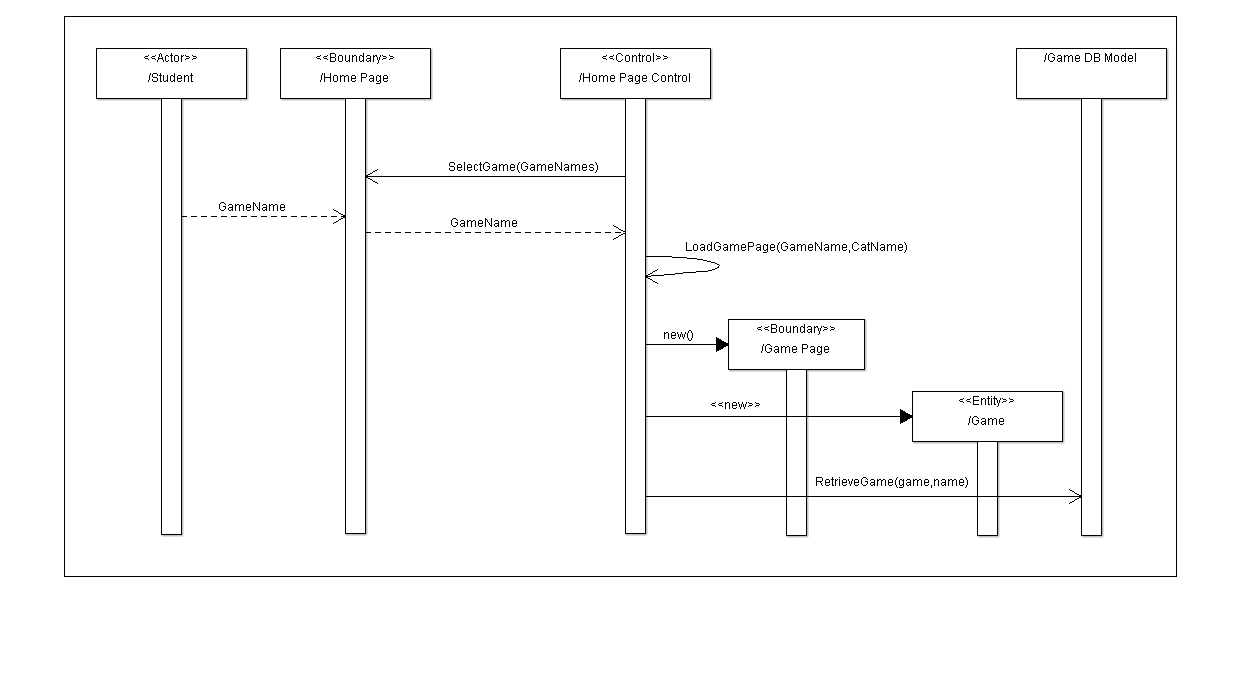 <<Actor>>
/Student
<<Boundary>>
/Home Page
<<Control>>
/Home Page Control
/Game DB Model
SelectGame(GameNames)
GameName
GameName
LoadGamePage(GameName,CatName)
new()
<<Boundary>>
/Game Page
<<new>>
<<Entity>>
/Game
RetrieveGame(game,name)